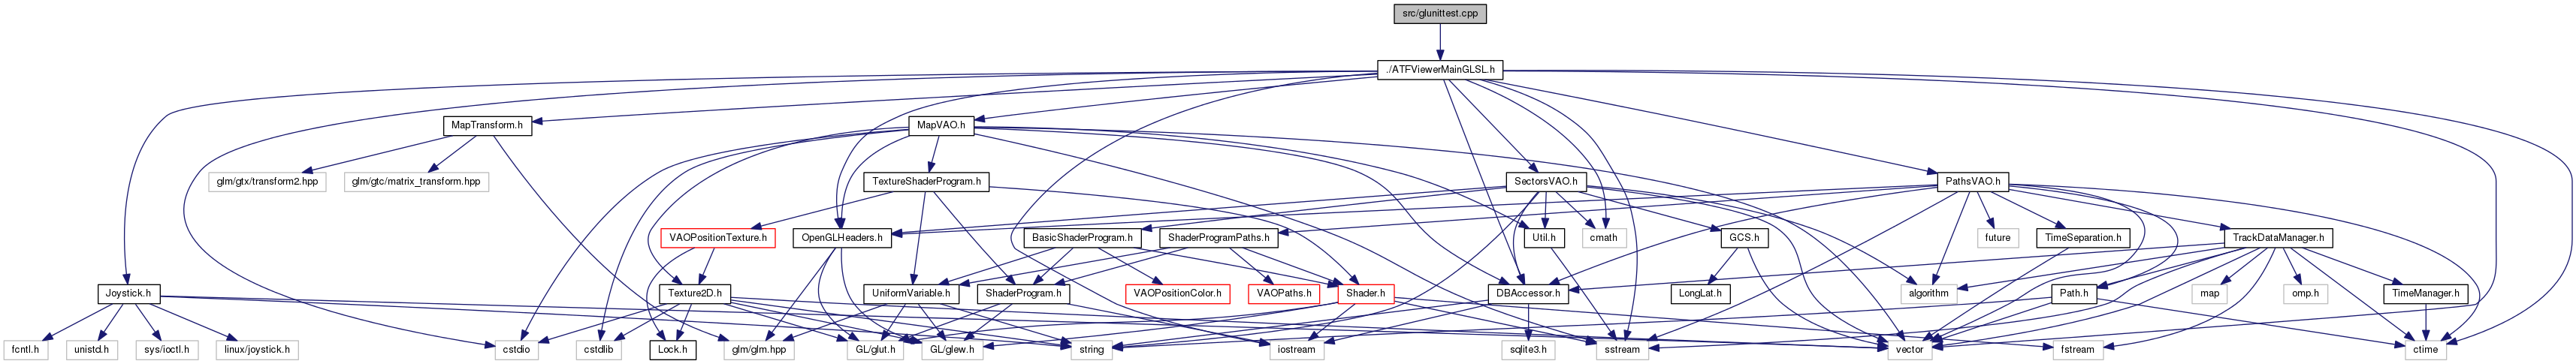 src/glunittest.cpp
./ATFViewerMainGLSL.h
MapTransform.h
MapVAO.h
glm/gtx/transform2.hpp
glm/gtc/matrix_transform.hpp
TextureShaderProgram.h
SectorsVAO.h
PathsVAO.h
VAOPositionTexture.h
OpenGLHeaders.h
BasicShaderProgram.h
ShaderProgramPaths.h
Util.h
cmath
GCS.h
future
TimeSeparation.h
TrackDataManager.h
Joystick.h
Texture2D.h
UniformVariable.h
ShaderProgram.h
VAOPositionColor.h
VAOPaths.h
Shader.h
DBAccessor.h
LongLat.h
algorithm
Path.h
map
omp.h
TimeManager.h
fcntl.h
unistd.h
sys/ioctl.h
linux/joystick.h
cstdio
cstdlib
Lock.h
glm/glm.hpp
GL/glut.h
GL/glew.h
string
iostream
sqlite3.h
sstream
vector
fstream
ctime